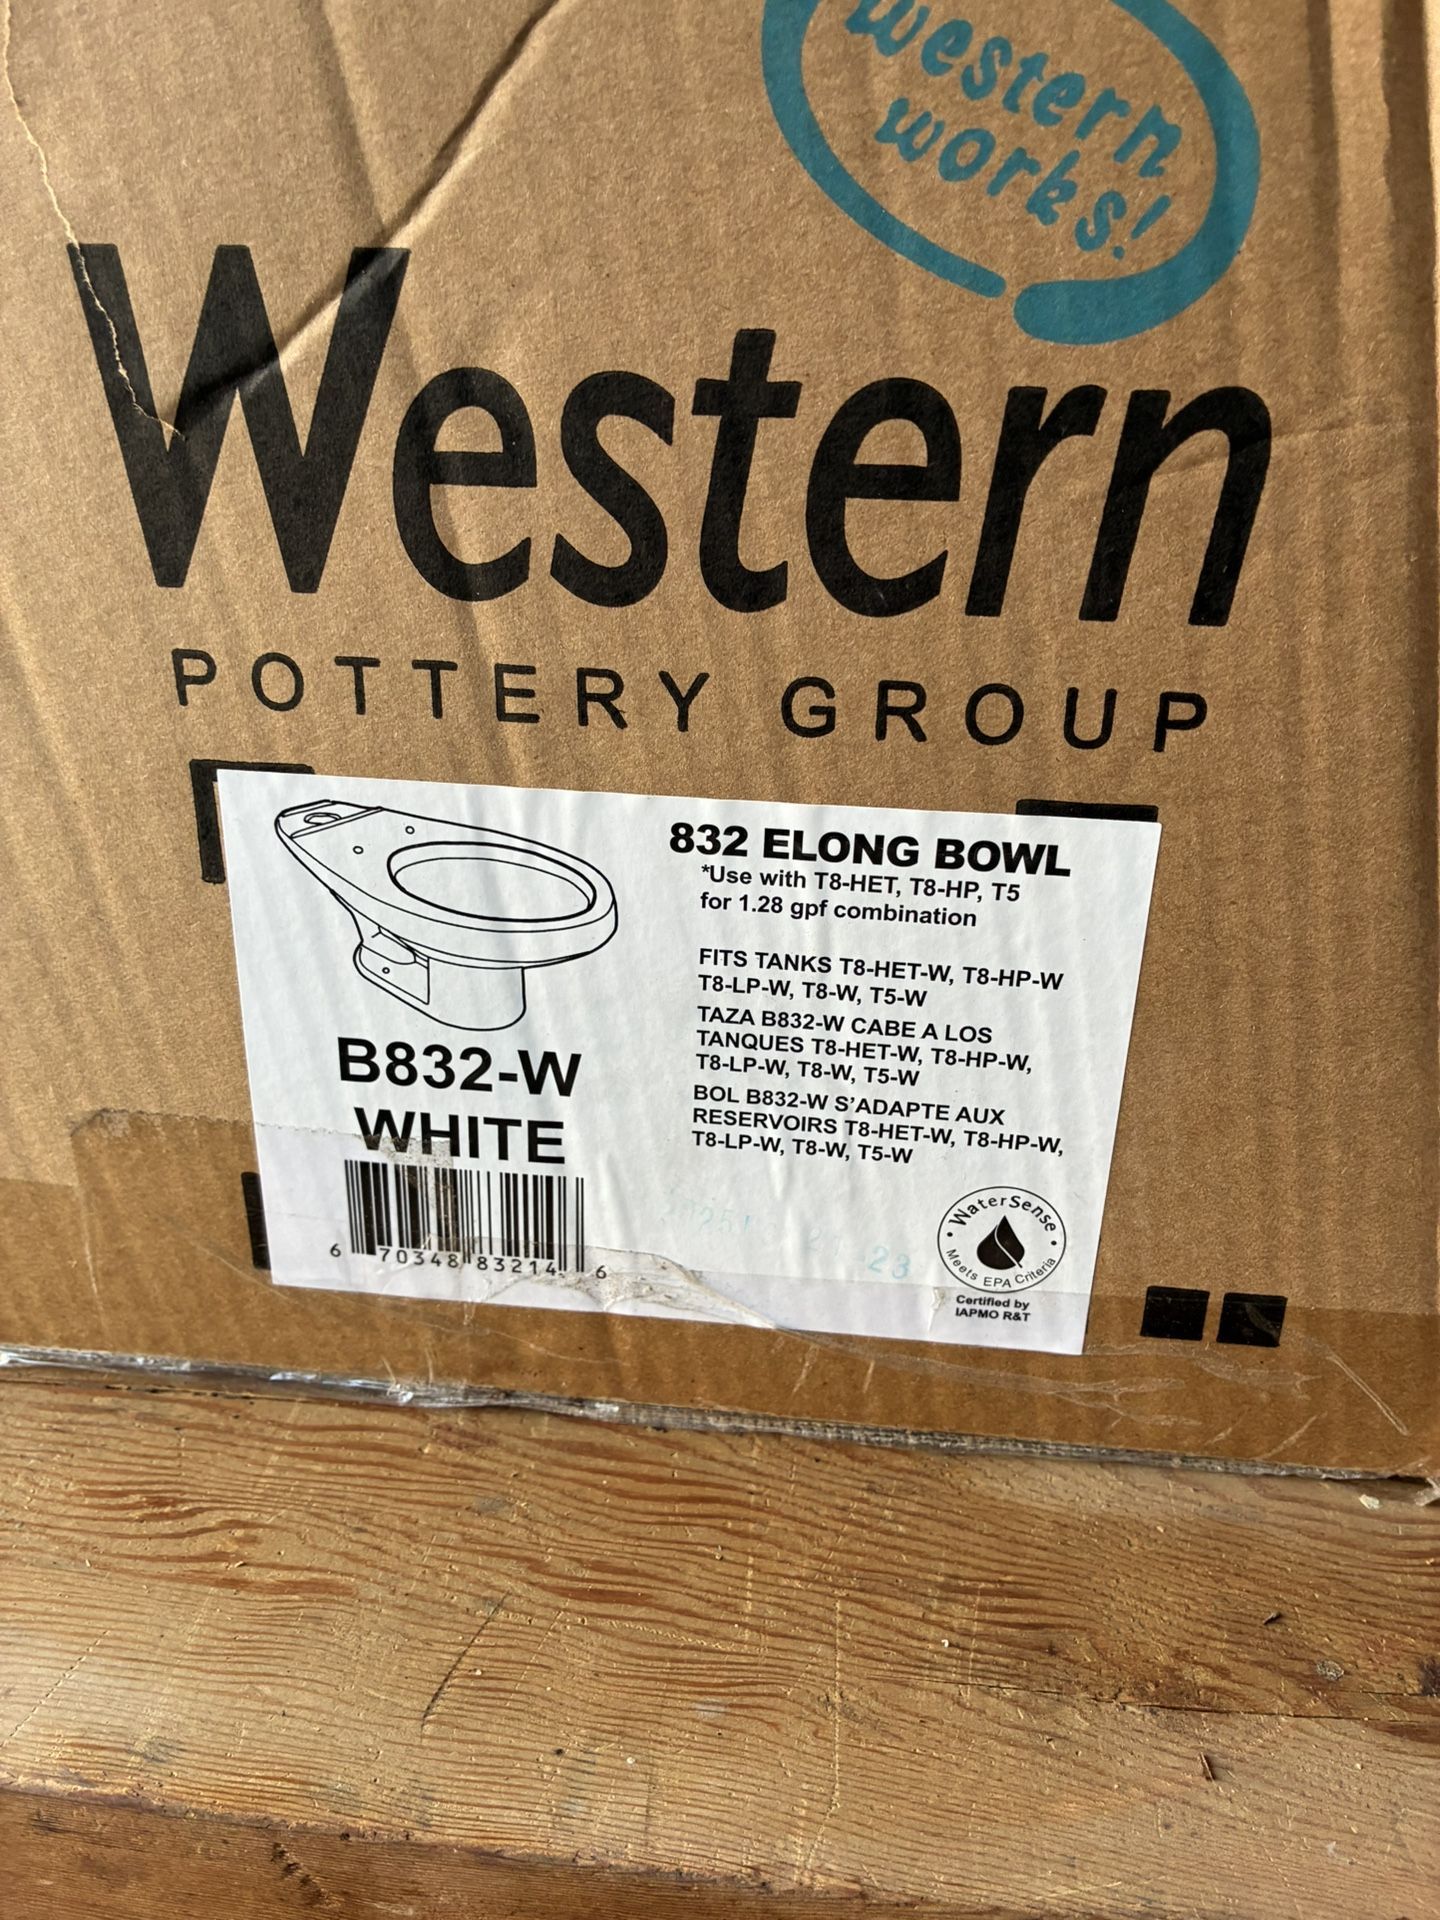 western
works!
Western
POTTERY GROUP
832 ELONG BOWL
*Use with T8-HET, T8-HP, T5
for 1.28 gpf combination
FITS TANKS T8-HET-W, T8-HP-W
T8-LP-W, T8-W, T5-W
TAZA B832-W CABE A LOS
TANQUES T8-HET-W, T8-HP-W,
T8-LP-W, T8-W, T5-W
BOL B832-W S'ADAPTE AUX
RESERVOIRS T8-HET-W, T8-HP-W,
T8-LP-W, T8-W, T5-W
B832-W
WHITE
6 70348 83214 6
23
WaterSense
Meets EPA Criteria
Certified by
IAPMO R&T